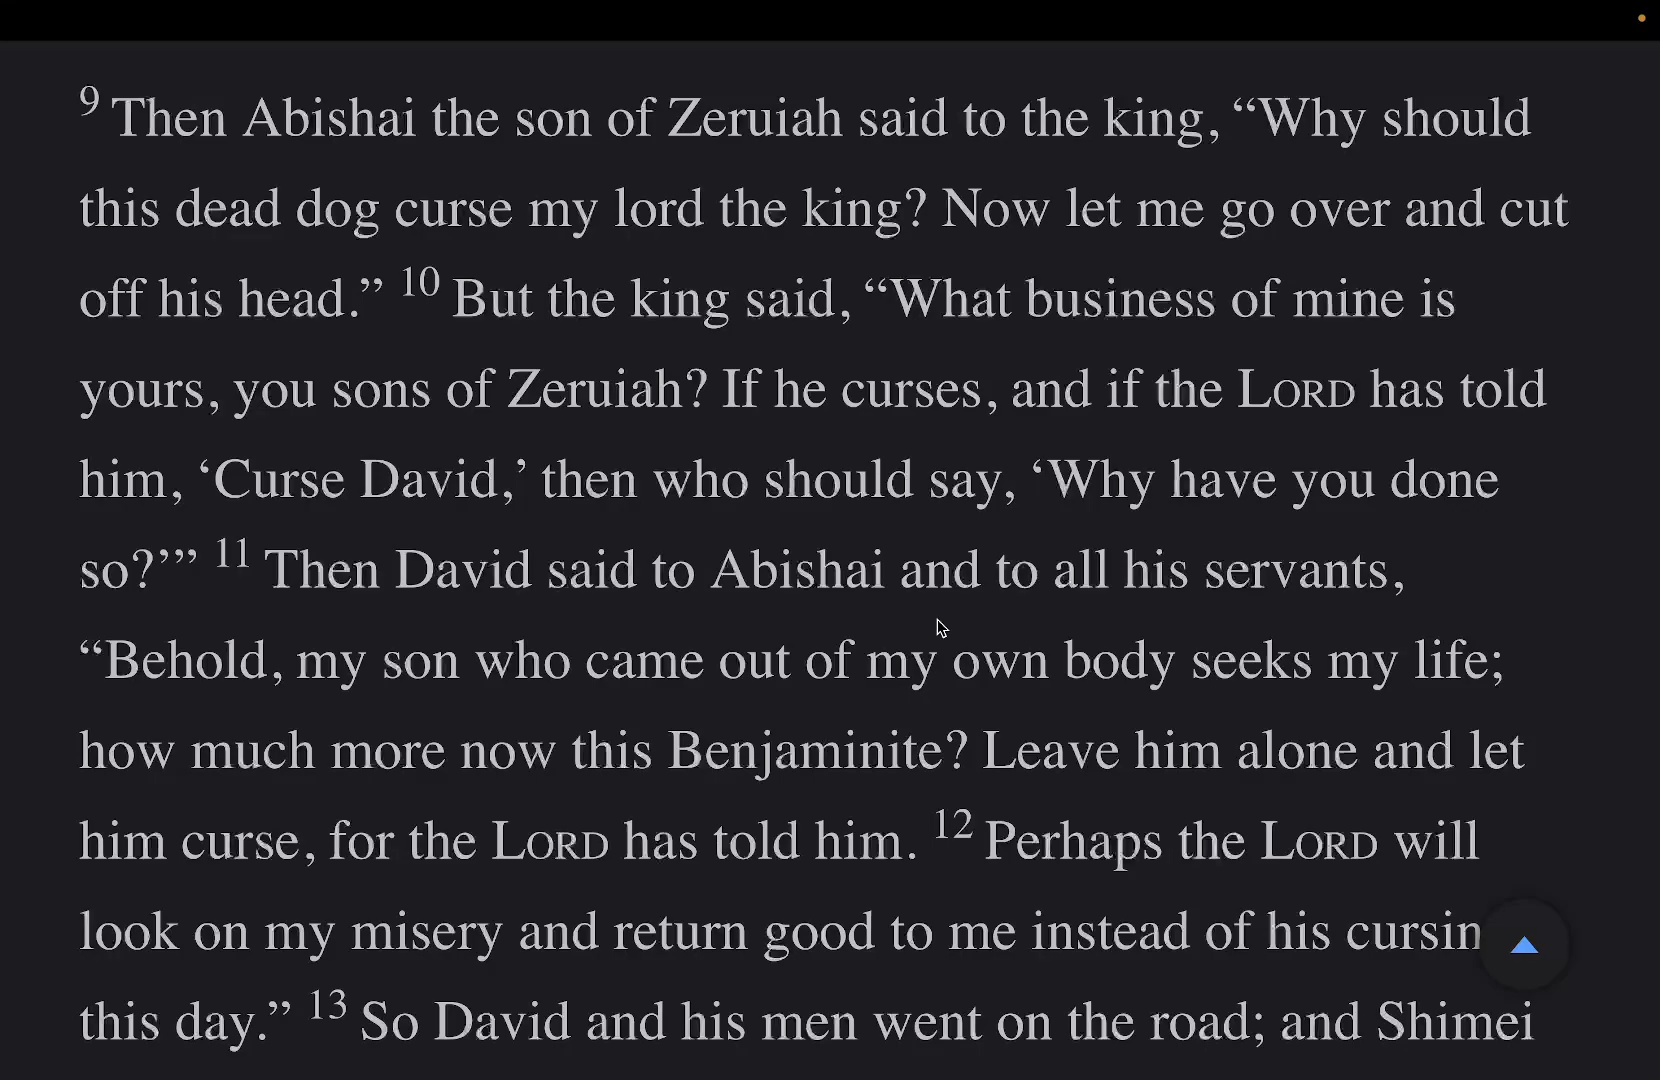 9 Then Abishai the son of Zeruiah said to the king, “Why should
this dead dog curse my lord the king? Now let me go over and cut
off his head.” 10 But the king said, “What business of mine is
yours, you sons of Zeruiah? If he curses, and if the LORD has told
him, ‘Curse David,’ then who should say, ‘Why have you done
so?’” 11 Then David said to Abishai and to all his servants,
“Behold, my son who came out of my own body seeks my life;
how much more now this Benjaminite? Leave him alone and let
him curse, for the LORD has told him. 12 Perhaps the LORD will
look on my misery and return good to me instead of his cursin
this day.” 13 So David and his men went on the road; and Shimei